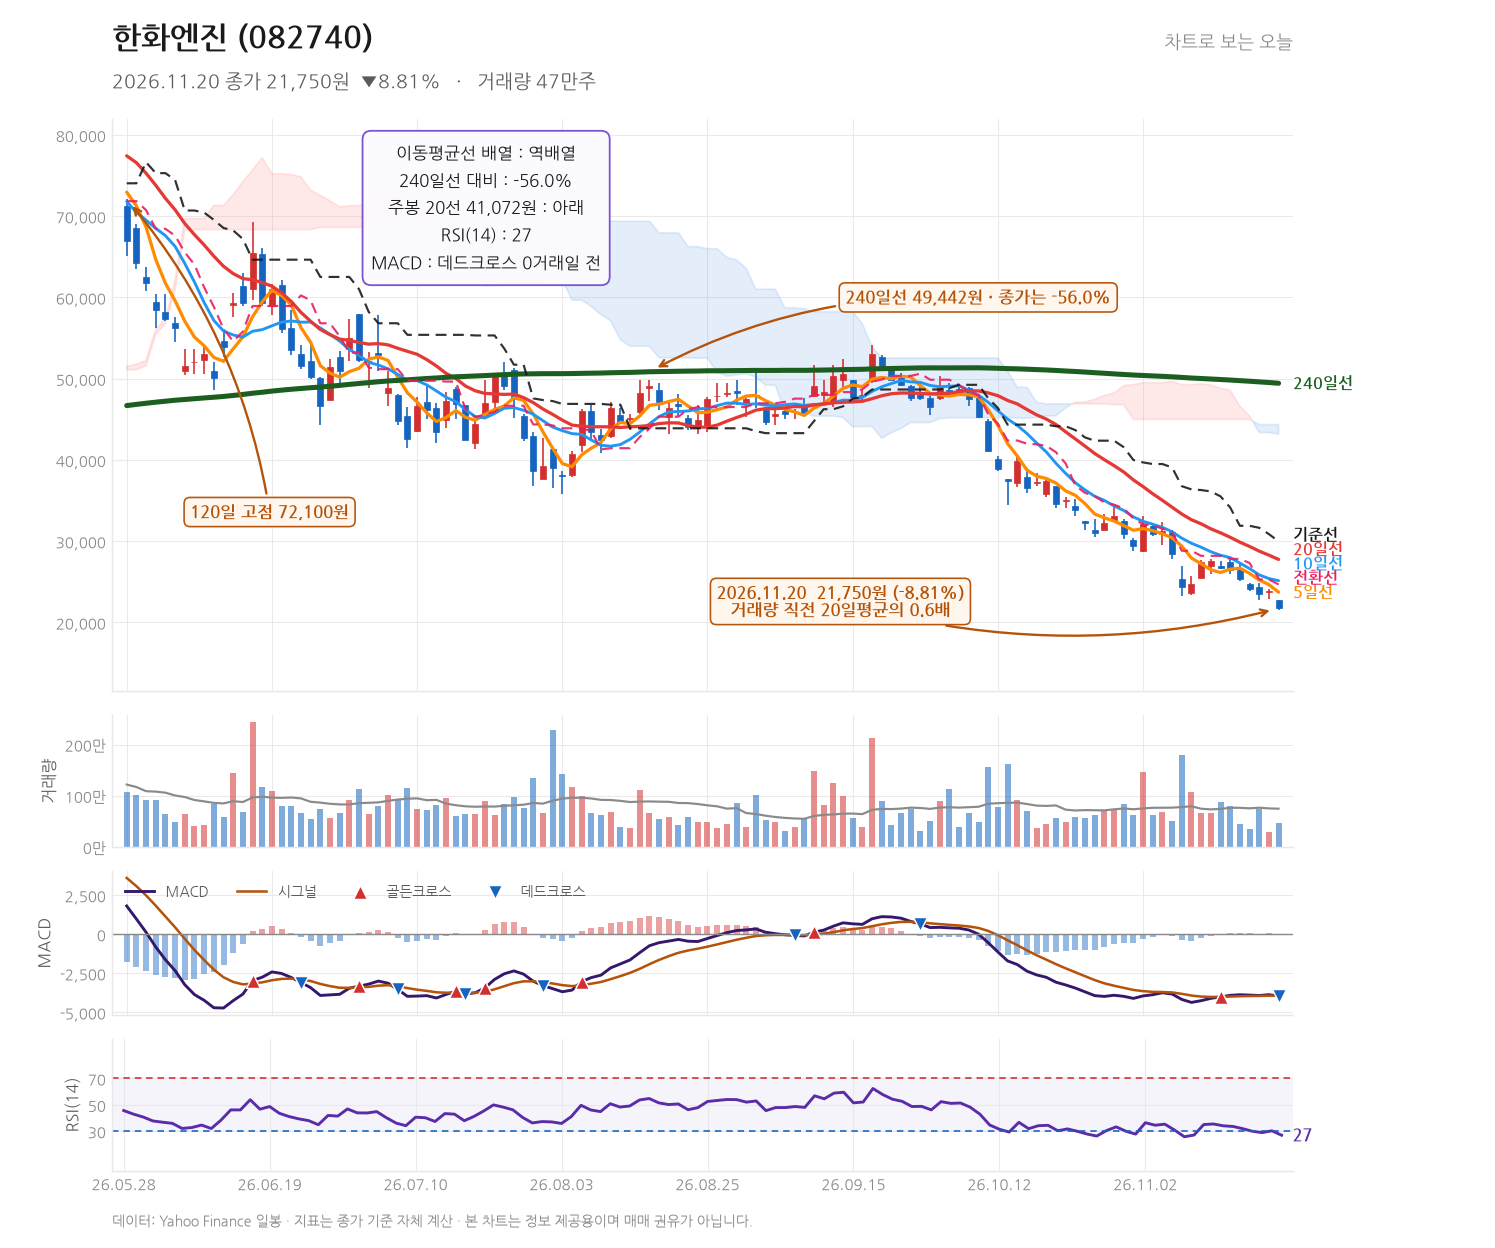 한화엔진 (082740)
차트로 보는 오늘
2026.11.20 종가 21,750원 ▼8.81% · 거래량 47만주
이동평균선 배열 : 역배열
240일선 대비 : -56.0%
주봉 20선 41,072원 : 아래
RSI(14) : 27
MACD : 데드크로스 0거래일 전
80,000
70,000
60,000
50,000
40,000
30,000
20,000
240일선 49,442원 · 종가는 -56.0%
240일선
120일 고점 72,100원
기준선
20일선
10일선
전환선
5일선
2026.11.20 21,750원 (-8.81%)
거래량 직전 20일평균의 0.6배
거래량
200만
100만
0만
MACD
시그널
골든크로스
데드크로스
MACD
2,500
0
-2,500
-5,000
RSI(14)
70
50
30
27
26.05.28
26.06.19
26.07.10
26.08.03
26.08.25
26.09.15
26.10.12
26.11.02
데이터: Yahoo Finance 일봉 · 지표는 종가 기준 자체 계산 · 본 차트는 정보 제공용이며 매매 권유가 아닙니다.